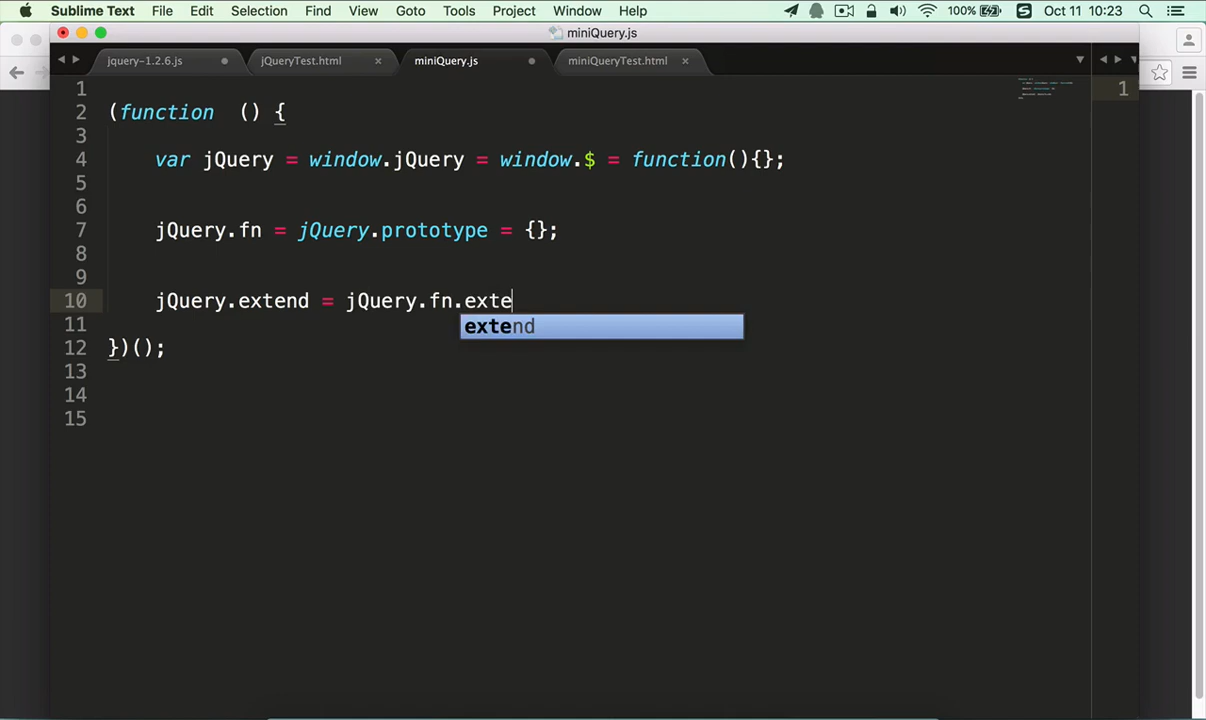 Sublime Text File Edit Selection Find View Goto Tools Project Window Help 100% Oct 11 10:23
miniQuery.js
jquery-1.2.6.js jQueryTest.html miniQuery.js miniQueryTest.html
1
2 (function () {
3
4 var jQuery = window.jQuery = window.$ = function(){};
5
6
7 jQuery.fn = jQuery.prototype = {};
8
9
10 jQuery.extend = jQuery.fn.exte
extend
11
12 })();
13
14
15
1